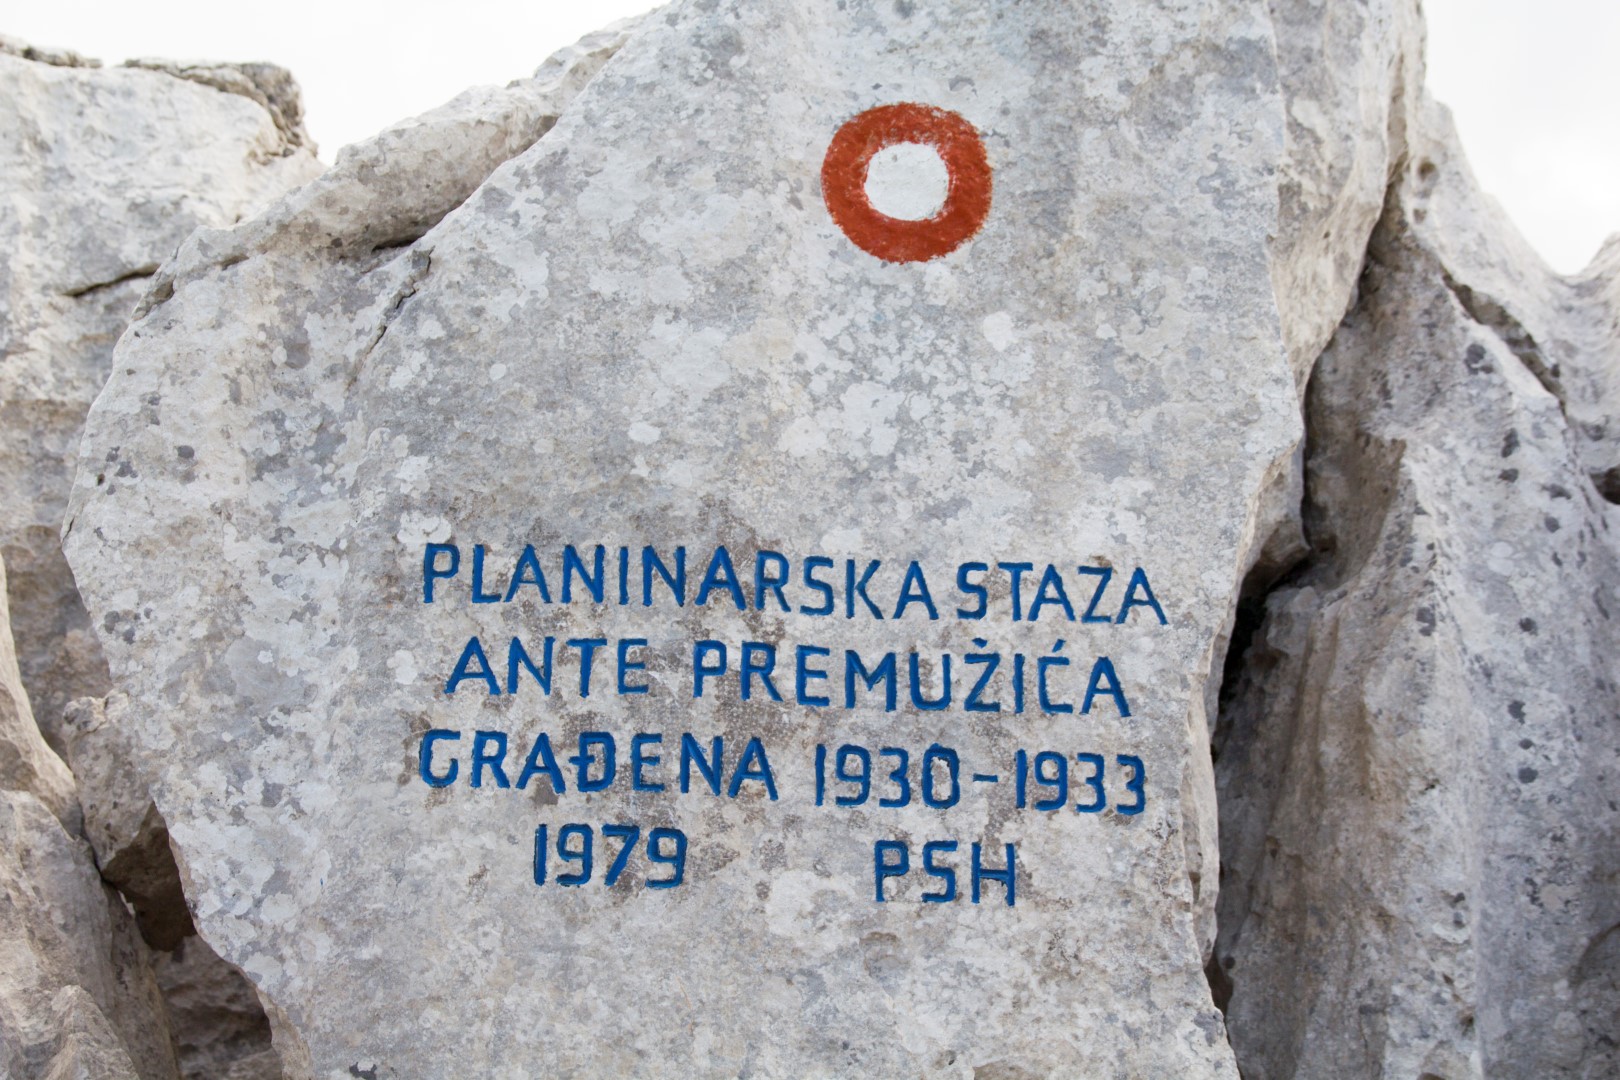 PLANINARSKA STAZA
ANTE PREMUŽIĆA
GRAĐENA 1930-1933
1979 PSH